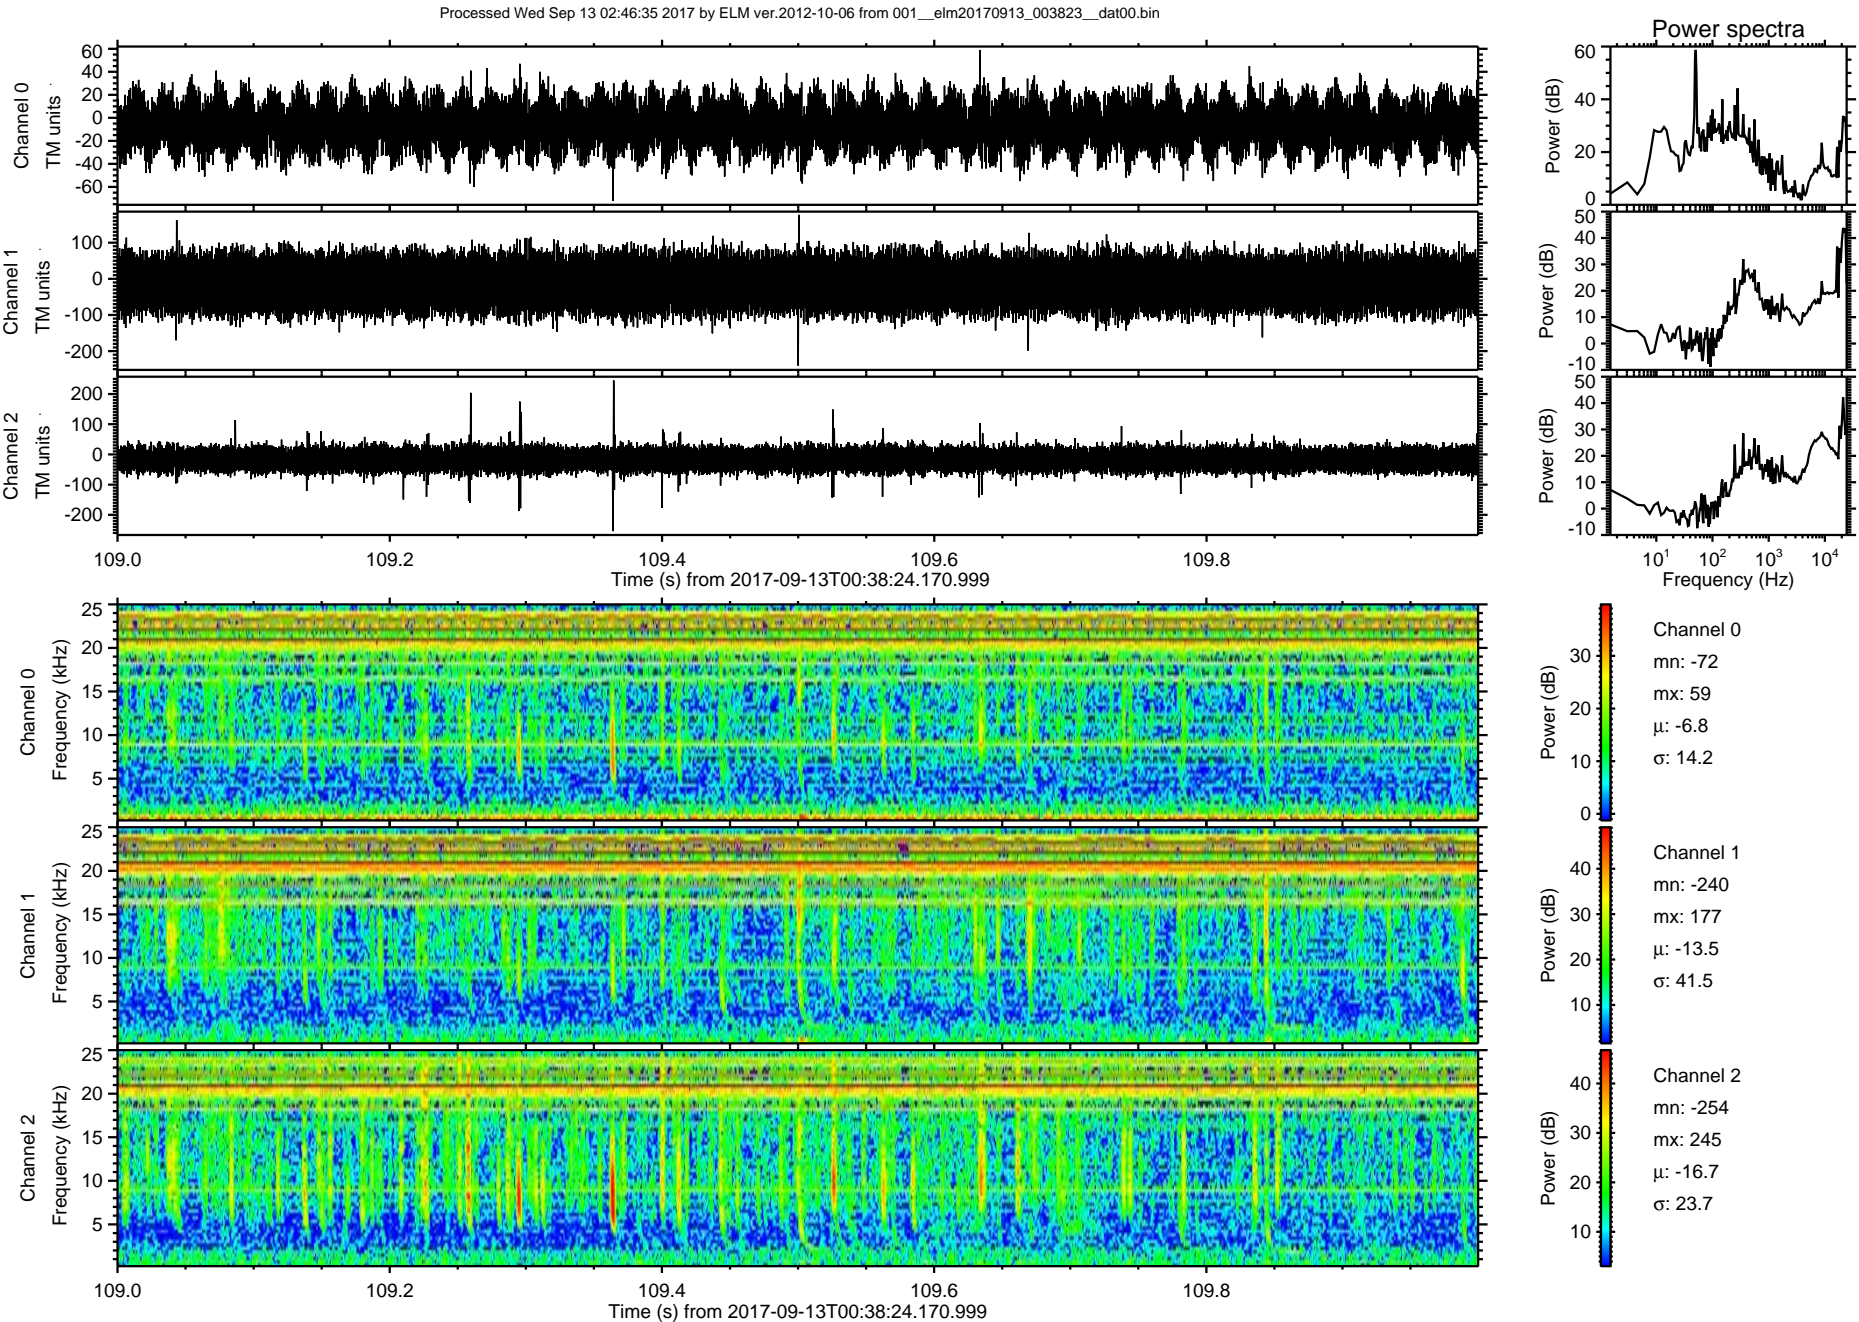 Processed Wed Sep 13 02:46:35 2017 by ELM ver.2012-10-06 from 001__elm20170913_003823__dat00.bin
Power spectra
Channel 0
TM units
60
40
20
0
-20
-40
-60
Power (dB)
60
40
20
0
Channel 1
TM units
100
0
-100
-200
Power (dB)
50
40
30
20
10
0
-10
Channel 2
TM units
200
100
0
-100
-200
Power (dB)
50
40
30
20
10
0
-10
109.0 109.2 109.4 109.6 109.8
Time (s) from 2017-09-13T00:38:24.170.999
10^1 10^2 10^3 10^4
Frequency (Hz)
Channel 0
Frequency (kHz)
25
20
15
10
5
Power (dB)
30
20
10
0
Channel 0
mn: -72
mx: 59
μ: -6.8
σ: 14.2
Channel 1
Frequency (kHz)
25
20
15
10
5
Power (dB)
40
30
20
10
Channel 1
mn: -240
mx: 177
μ: -13.5
σ: 41.5
Channel 2
Frequency (kHz)
25
20
15
10
5
Power (dB)
40
30
20
10
Channel 2
mn: -254
mx: 245
μ: -16.7
σ: 23.7
109.0 109.2 109.4 109.6 109.8
Time (s) from 2017-09-13T00:38:24.170.999